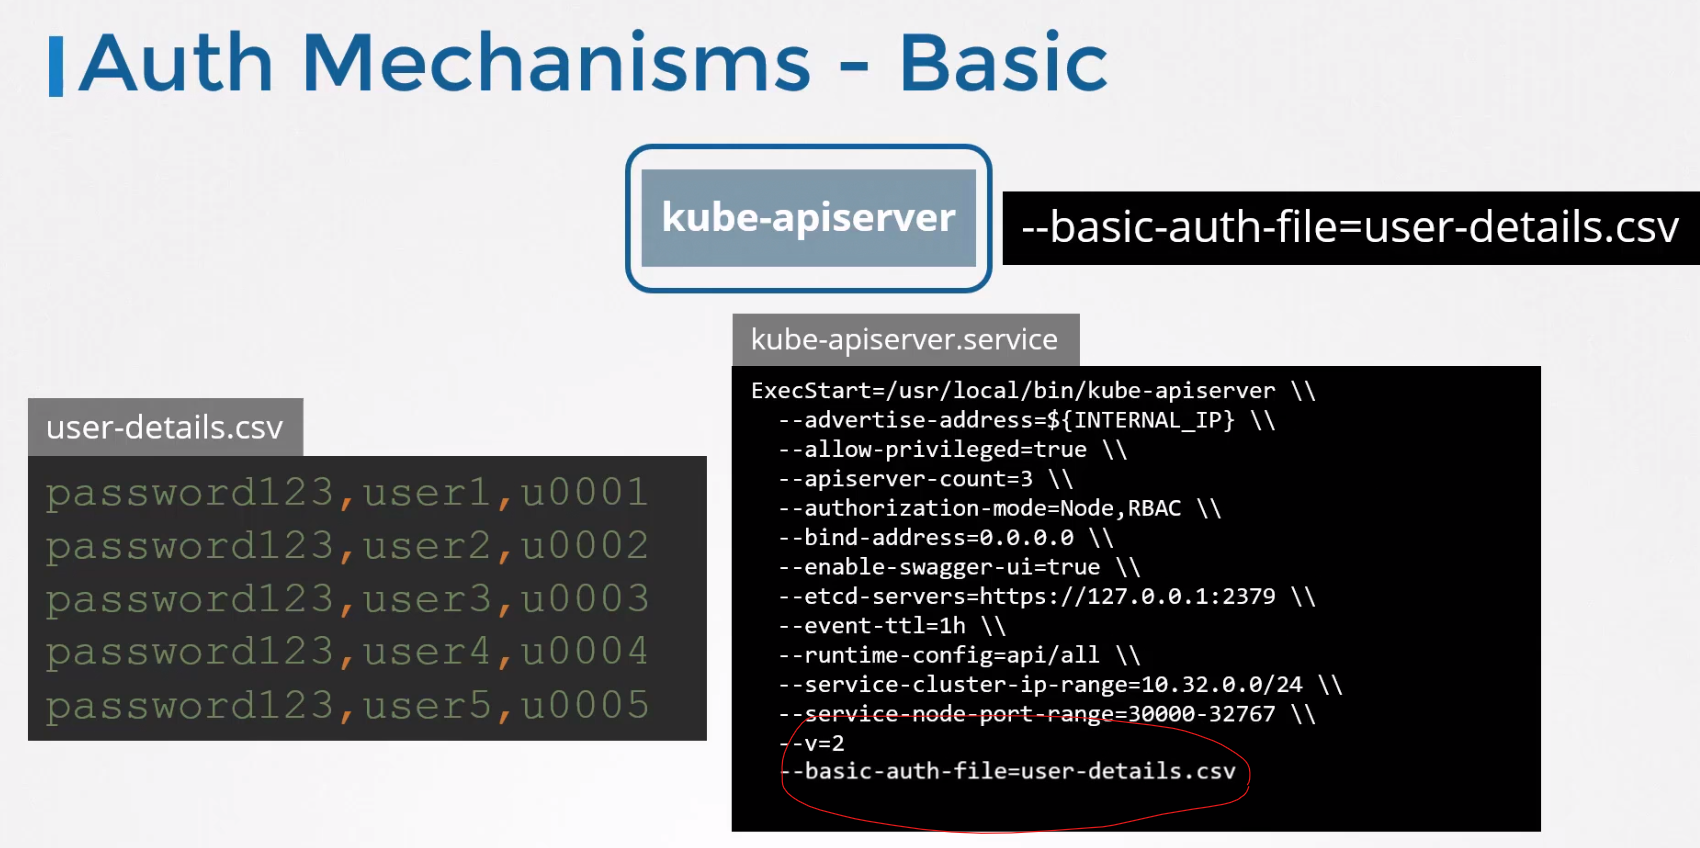 Auth Mechanisms - Basic
kube-apiserver
--basic-auth-file=user-details.csv
kube-apiserver.service
ExecStart=/usr/local/bin/kube-apiserver \\
--advertise-address=${INTERNAL_IP} \\
--allow-privileged=true \\
--apiserver-count=3 \\
--authorization-mode=Node,RBAC \\
--bind-address=0.0.0.0 \\
--enable-swagger-ui=true \\
--etcd-servers=https://127.0.0.1:2379 \\
--event-ttl=1h \\
--runtime-config=api/all \\
--service-cluster-ip-range=10.32.0.0/24 \\
--service-node-port-range=30000-32767 \\
--v=2
--basic-auth-file=user-details.csv
user-details.csv
password123,user1,u0001
password123,user2,u0002
password123,user3,u0003
password123,user4,u0004
password123,user5,u0005